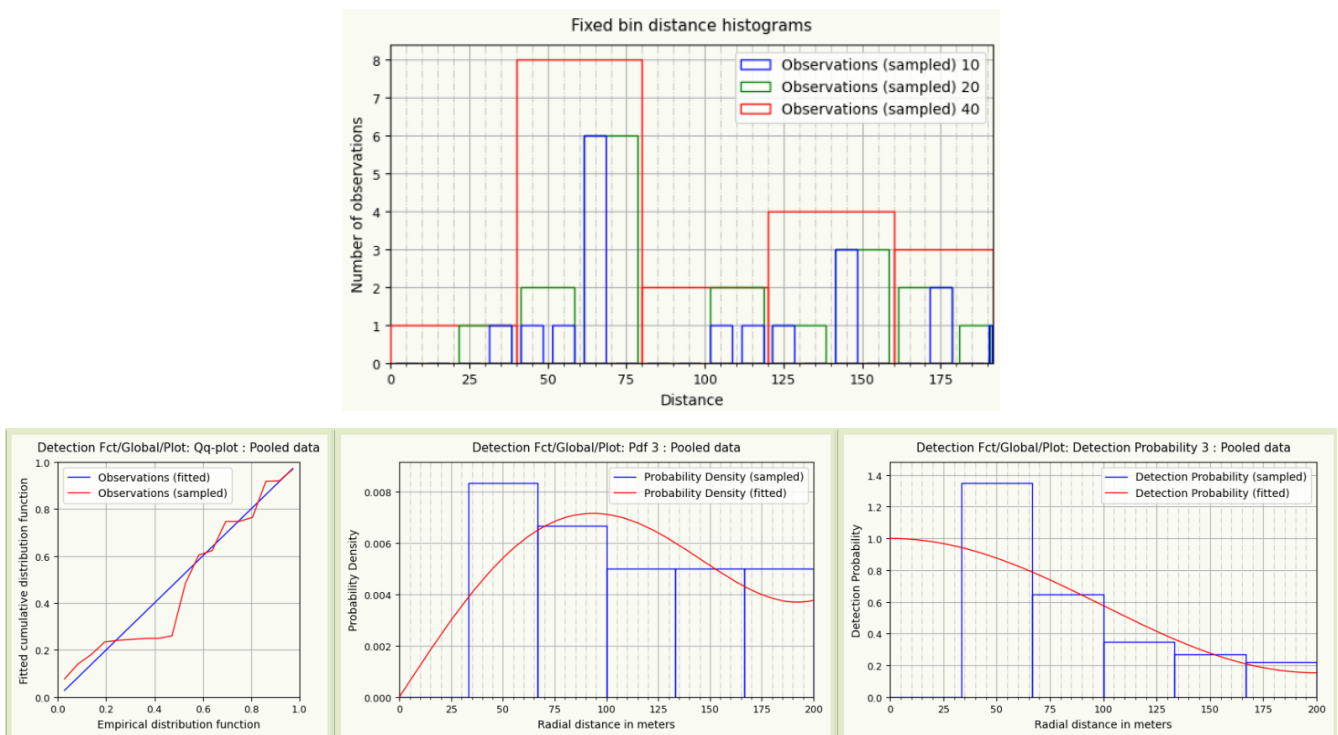 Fixed bin distance histograms
Observations (sampled) 10
Observations (sampled) 20
Observations (sampled) 40
Number of observations
8
7
6
5
4
3
2
1
0
0 25 50 75 100 125 150 175
Distance
Detection Fct/Global/Plot: Qq-plot : Pooled data
Observations (fitted)
Observations (sampled)
Fitted cumulative distribution function
1.0
0.8
0.6
0.4
0.2
0.0
0.0 0.2 0.4 0.6 0.8 1.0
Empirical distribution function
Detection Fct/Global/Plot: Pdf 3 : Pooled data
Probability Density (sampled)
Probability Density (fitted)
Probability Density
0.008
0.006
0.004
0.002
0.000
0 25 50 75 100 125 150 175 200
Radial distance in meters
Detection Fct/Global/Plot: Detection Probability 3 : Pooled data
Detection Probability (sampled)
Detection Probability (fitted)
Detection Probability
1.4
1.2
1.0
0.8
0.6
0.4
0.2
0.0
0 25 50 75 100 125 150 175 200
Radial distance in meters